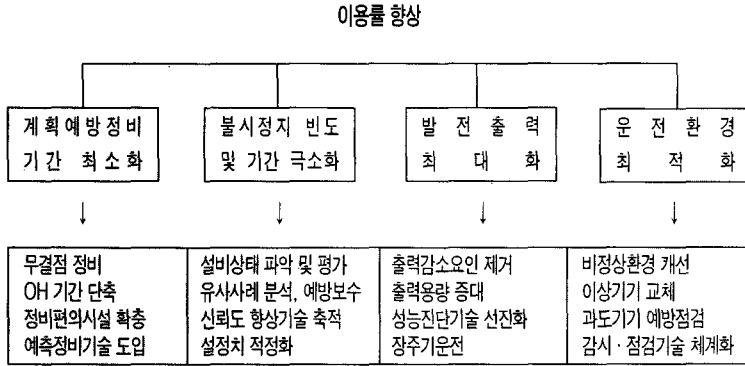 이용률 향상
계획예방정비
기간 최소화
불시정지 빈도
및 기간 극소화
발전출력
최대화
운전환경
최적화
무결점 정비
OH 기간 단축
정비편의시설 확충
예측정비기술 도입
설비상태 파악 및 평가
유사사례 분석, 예방보수
신뢰도 향상기술 축적
설정치 적정화
출력감소요인 제거
출력용량 증대
성능진단기술 선진화
장주기운전
비정상환경 개선
이상기기 교체
과도기기 예방점검
감시·점검기술 체계화